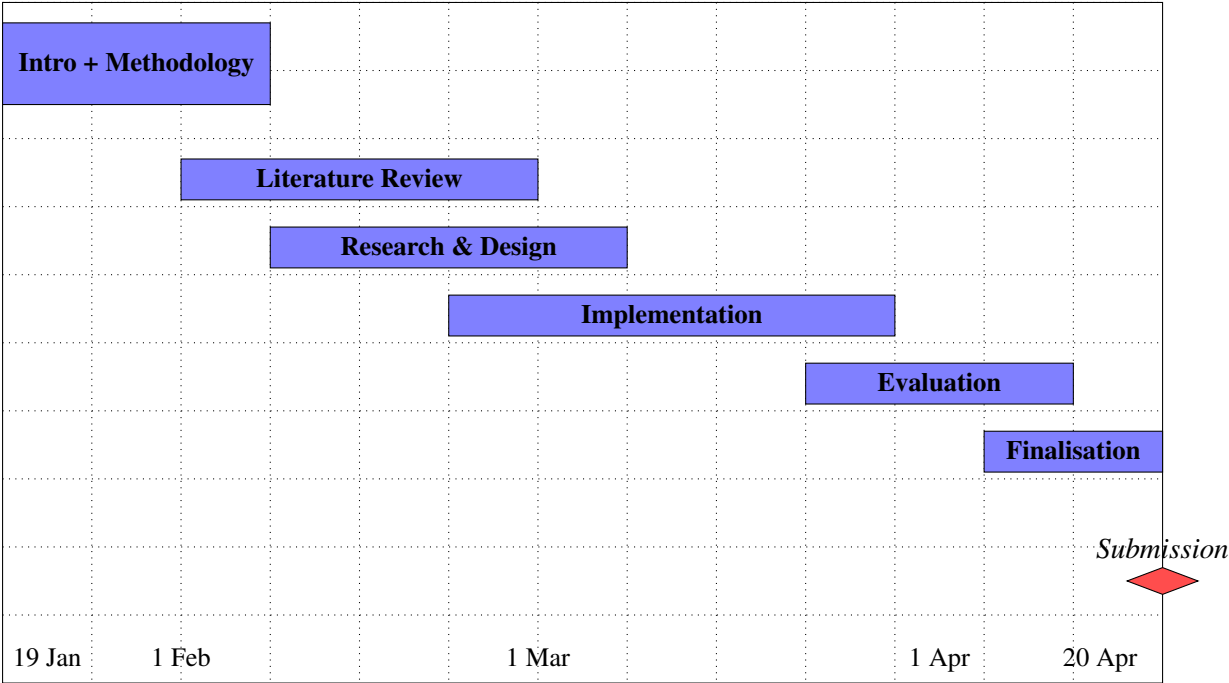 Intro + Methodology
Literature Review
Research & Design
Implementation
Evaluation
Finalisation
Submission
19 Jan 1 Feb 1 Mar 1 Apr 20 Apr